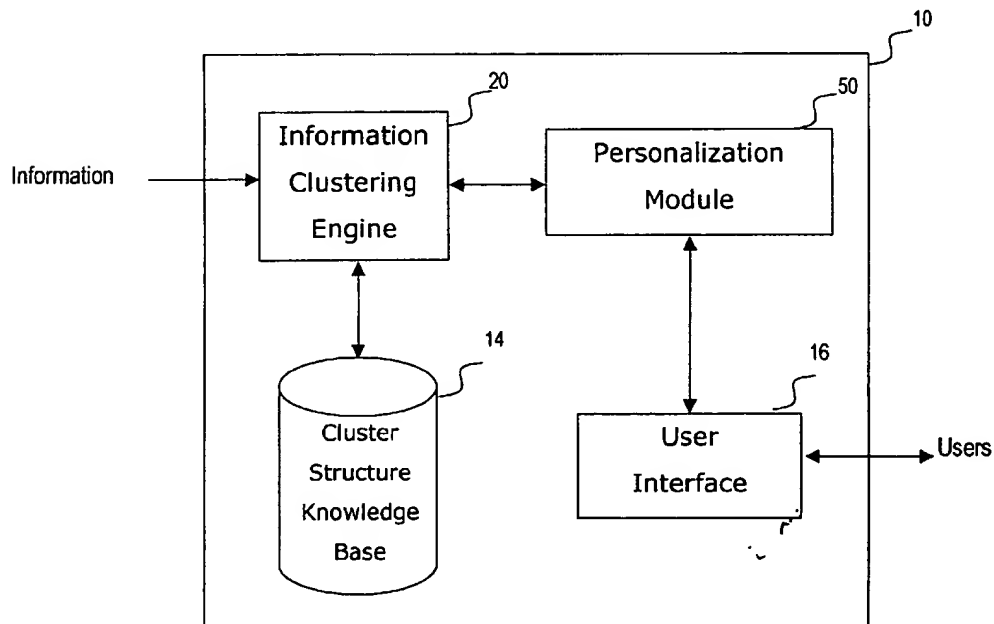 10
20
50
Information
Clustering
Engine
Personalization
Module
Information
14
16
Cluster
Structure
Knowledge
Base
User
Interface
Users